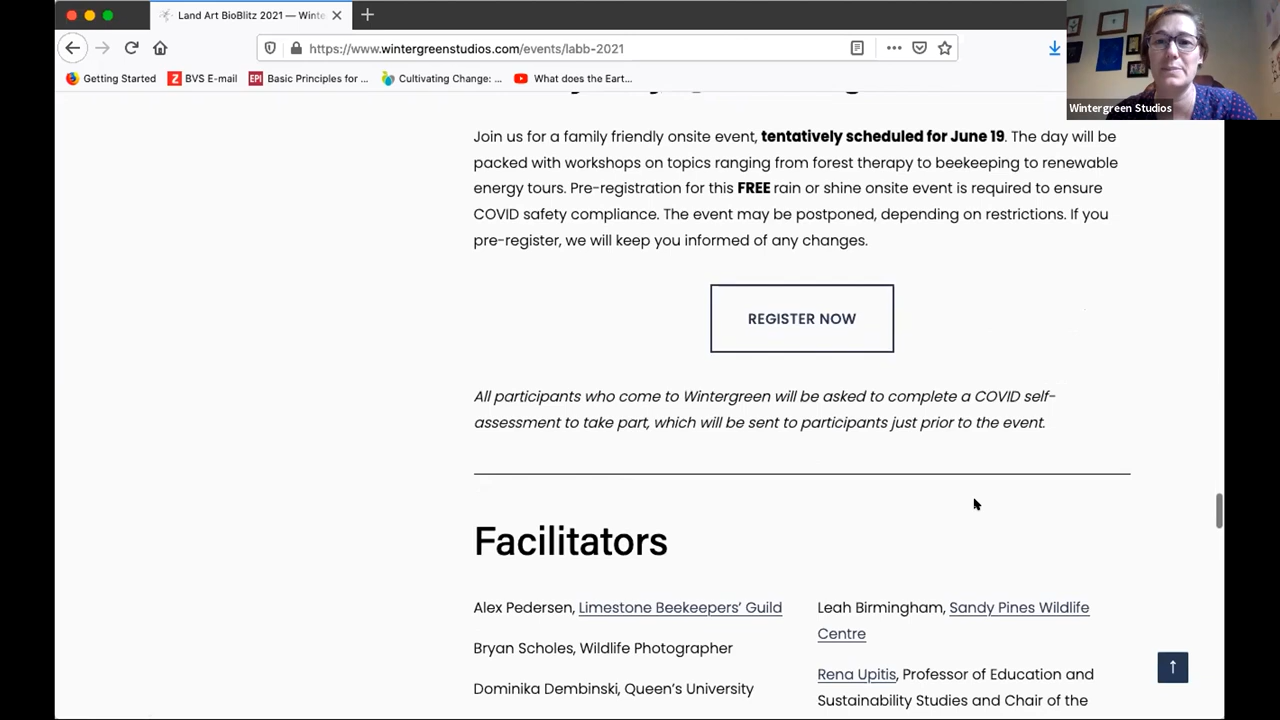 Land Art BioBlitz 2021 — Winte
https://www.wintergreenstudios.com/events/labb-2021
Getting Started
BVS E-mail
EPI Basic Principles for ...
Cultivating Change: ...
What does the Eart...
Wintergreen Studios
Join us for a family friendly onsite event, tentatively scheduled for June 19. The day will be
packed with workshops on topics ranging from forest therapy to beekeeping to renewable
energy tours. Pre-registration for this FREE rain or shine onsite event is required to ensure
COVID safety compliance. The event may be postponed, depending on restrictions. If you
pre-register, we will keep you informed of any changes.
REGISTER NOW
All participants who come to Wintergreen will be asked to complete a COVID self-
assessment to take part, which will be sent to participants just prior to the event.
Facilitators
Alex Pedersen, Limestone Beekeepers’ Guild
Bryan Scholes, Wildlife Photographer
Dominika Dembinski, Queen’s University
Leah Birmingham, Sandy Pines Wildlife
Centre
Rena Upitis, Professor of Education and
Sustainability Studies and Chair of the